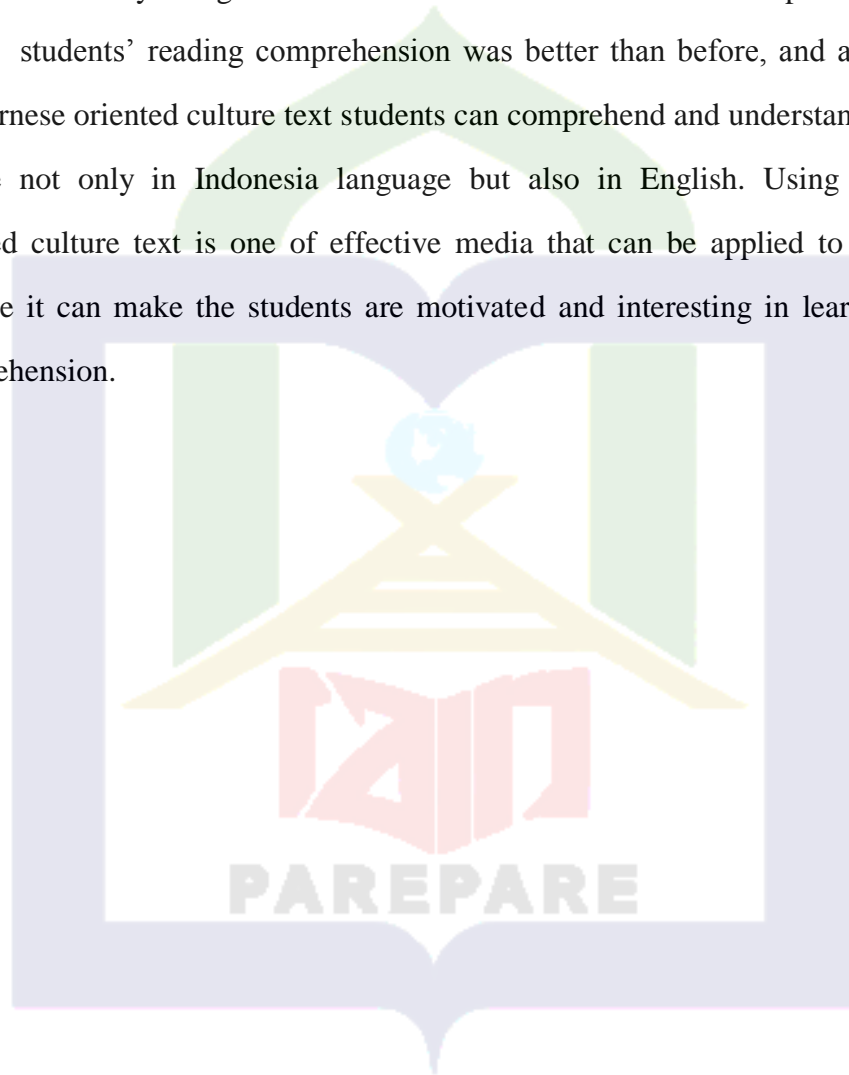 students’ reading comprehension was better than before, and a
rnese oriented culture text students can comprehend and understan
not only in Indonesia language but also in English. Using
d culture text is one of effective media that can be applied to
e it can make the students are motivated and interesting in lear
ehension.
iain
PAREPARE